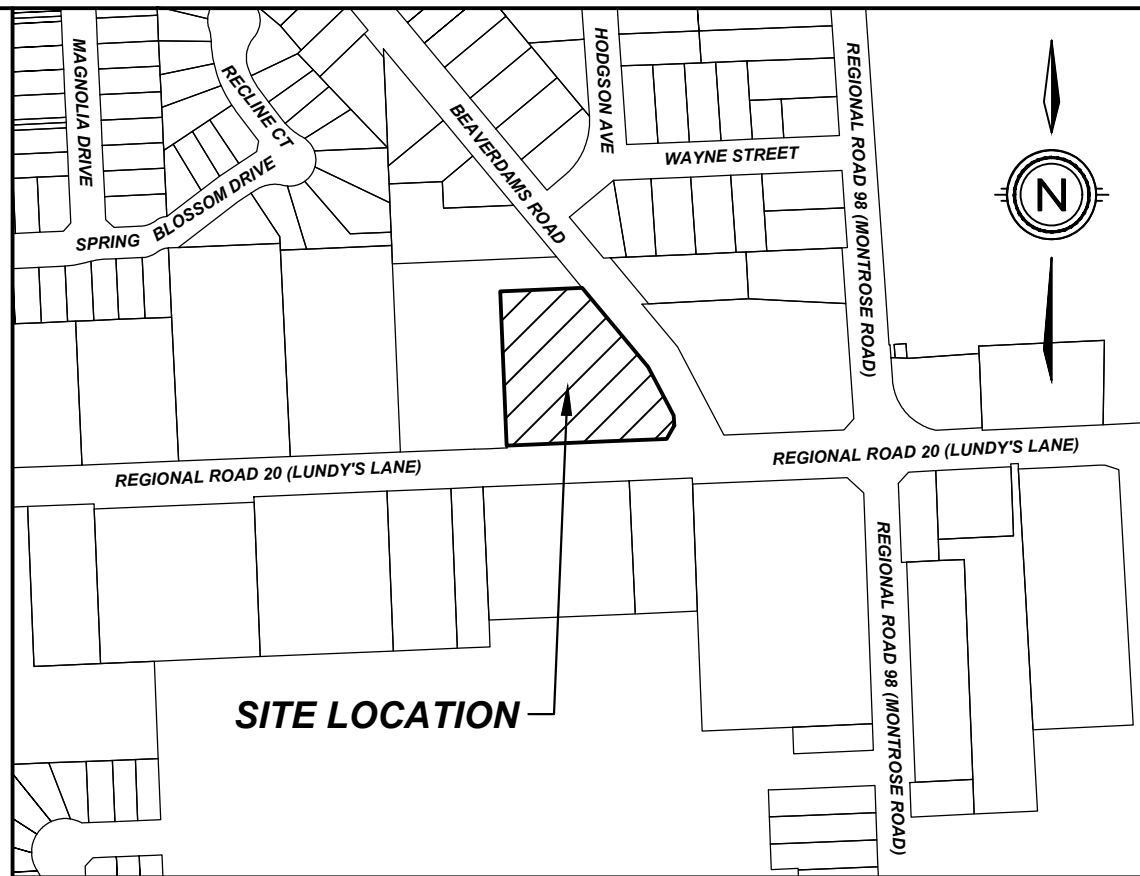 MAGNOLIA DRIVE
RECLINE CT
SPRING BLOSSOM DRIVE
BEAVERDAMS ROAD
HODGSON AVE
WAYNE STREET
REGIONAL ROAD 98 (MONTROSE ROAD)
N
REGIONAL ROAD 20 (LUNDY'S LANE)
REGIONAL ROAD 20 (LUNDY'S LANE)
REGIONAL ROAD 98 (MONTROSE ROAD)
SITE LOCATION